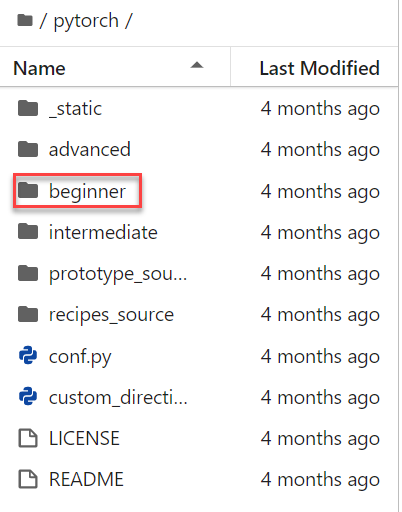 / pytorch /
Name Last Modified
_static 4 months ago
advanced 4 months ago
beginner 4 months ago
intermediate 4 months ago
prototype_sou... 4 months ago
recipes_source 4 months ago
conf.py 4 months ago
custom_directi... 4 months ago
LICENSE 4 months ago
README 4 months ago